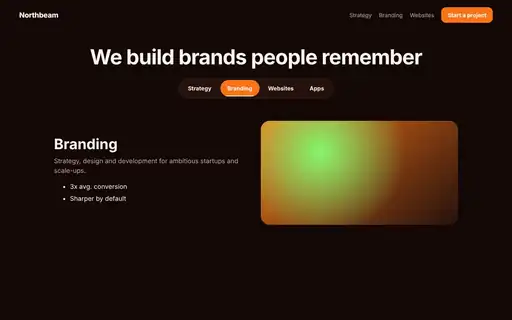 Northbeam
Strategy Branding Websites Start a project
We build brands people remember
Strategy Branding Websites Apps
Branding
Strategy, design and development for ambitious startups and
scale-ups.
3x avg. conversion
Sharper by default